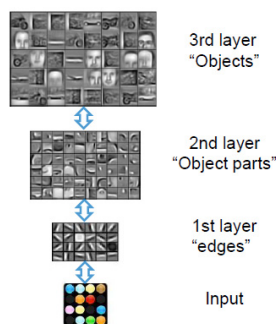 3rd layer
“Objects”
2nd layer
“Object parts”
1st layer
“edges”
Input